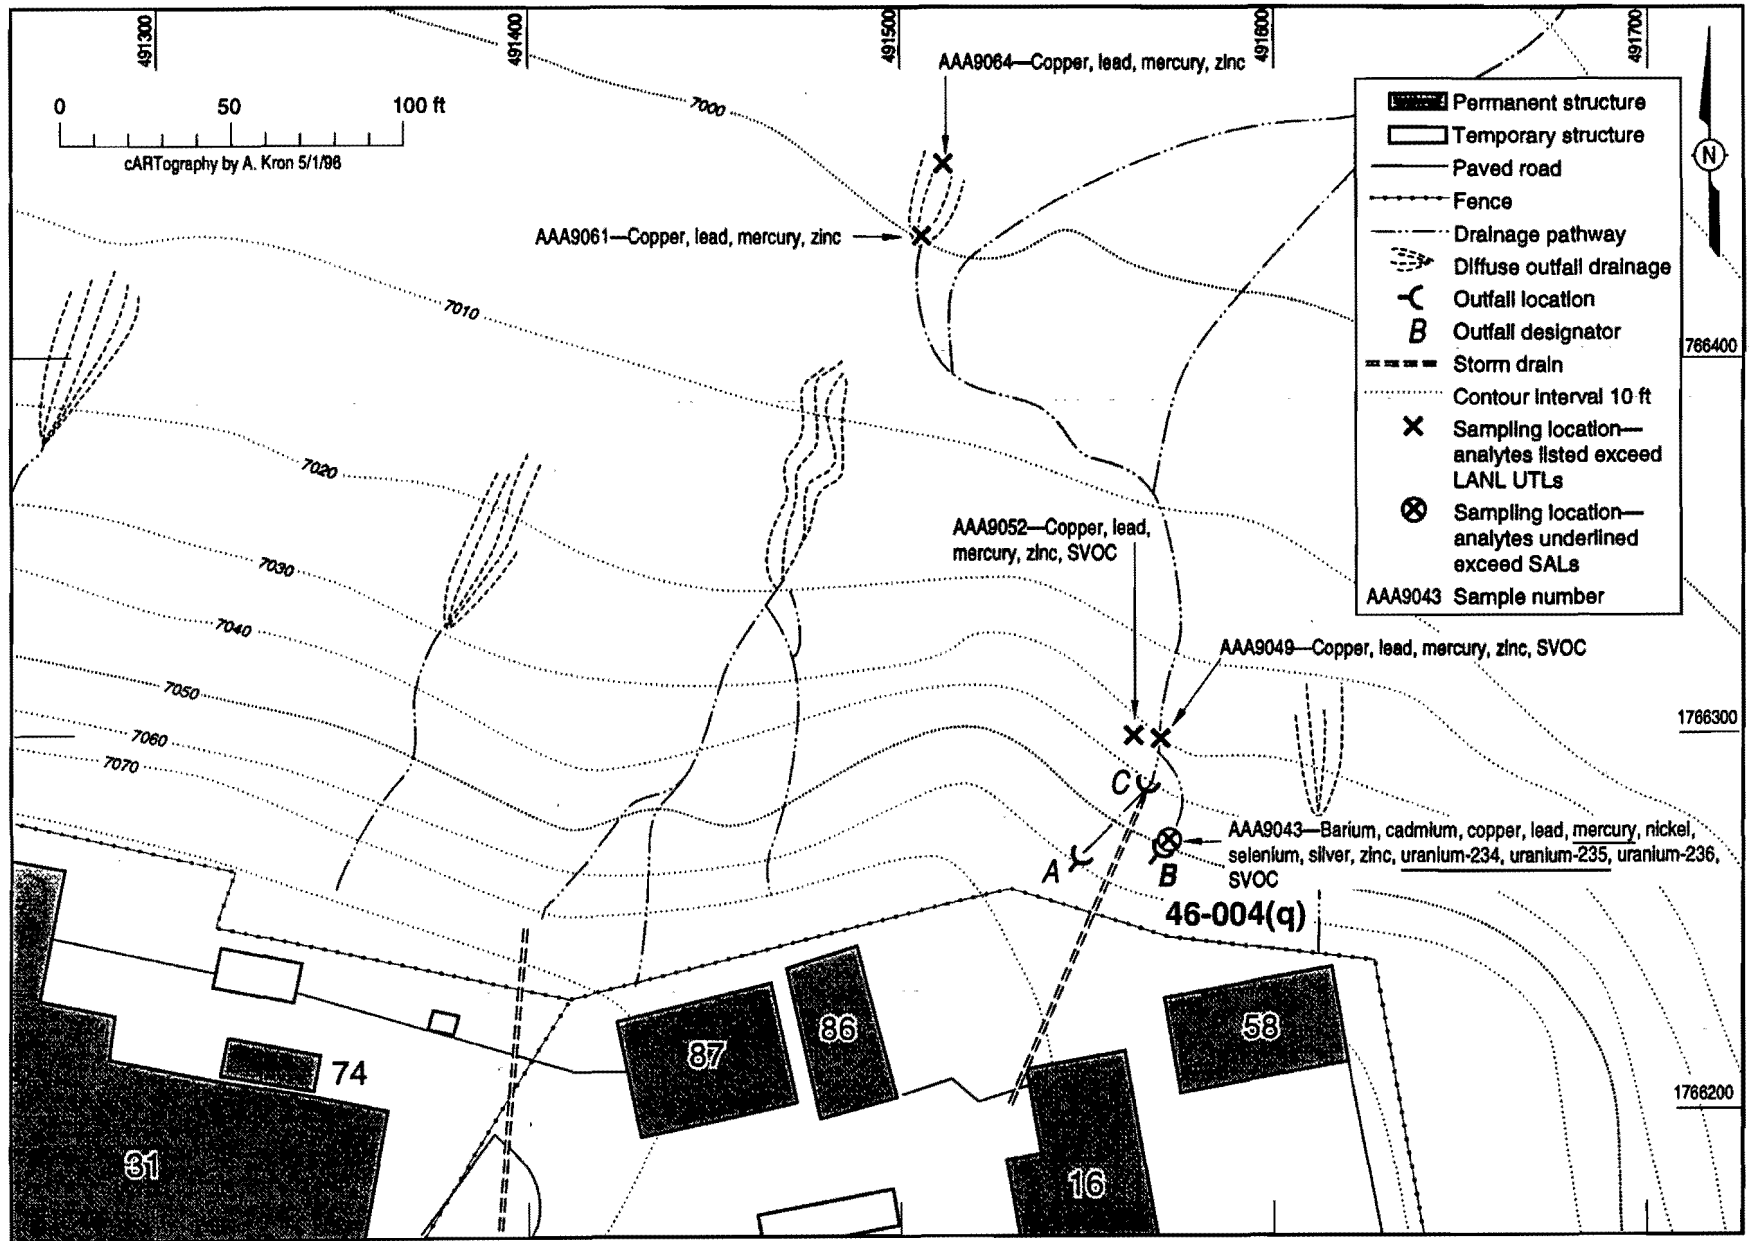 491300
491400
491500
491600
491700
AAA9064—Copper, lead, mercury, zinc
0 50 100 ft
cARTography by A. Kron 5/1/96
7000
Permanent structure
Temporary structure
Paved road
Fence
Drainage pathway
Diffuse outfall drainage
Outfall location
B Outfall designator
Storm drain
Contour interval 10 ft
Sampling location—
analytes listed exceed
LANL UTLs
Sampling location—
analytes underlined
exceed SALs
AAA9043 Sample number
N
AAA9061—Copper, lead, mercury, zinc
7010
766400
7020
AAA9052—Copper, lead,
mercury, zinc, SVOC
7030
7040
AAA9049—Copper, lead, mercury, zinc, SVOC
7050
7060
7070
1766300
C
A
B
AAA9043—Barium, cadmium, copper, lead, mercury, nickel,
selenium, silver, zinc, uranium-234, uranium-235, uranium-236,
SVOC
46-004(q)
74
87
86
58
31
16
1766200